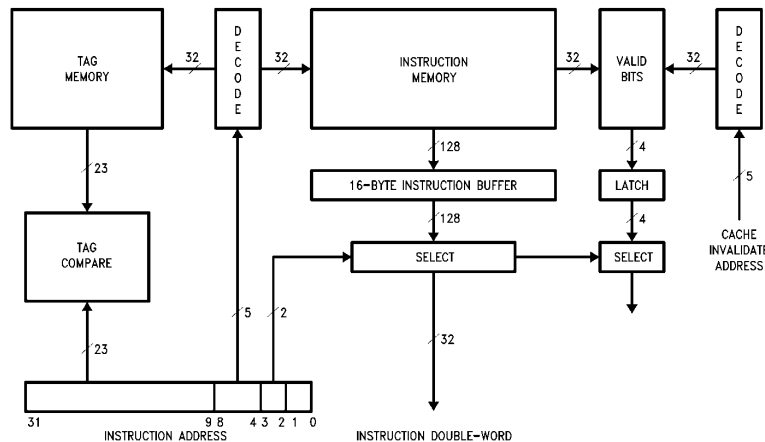 TAG
MEMORY
32
DECODE
32
INSTRUCTION
MEMORY
32
VALID
BITS
32
DECODE
23
128
4
5
16-BYTE INSTRUCTION BUFFER
LATCH
128
4
TAG
COMPARE
SELECT
SELECT
CACHE
INVALIDATE
ADDRESS
5
2
23
32
31
9 8
4 3
2 1
0
INSTRUCTION ADDRESS
INSTRUCTION DOUBLE-WORD